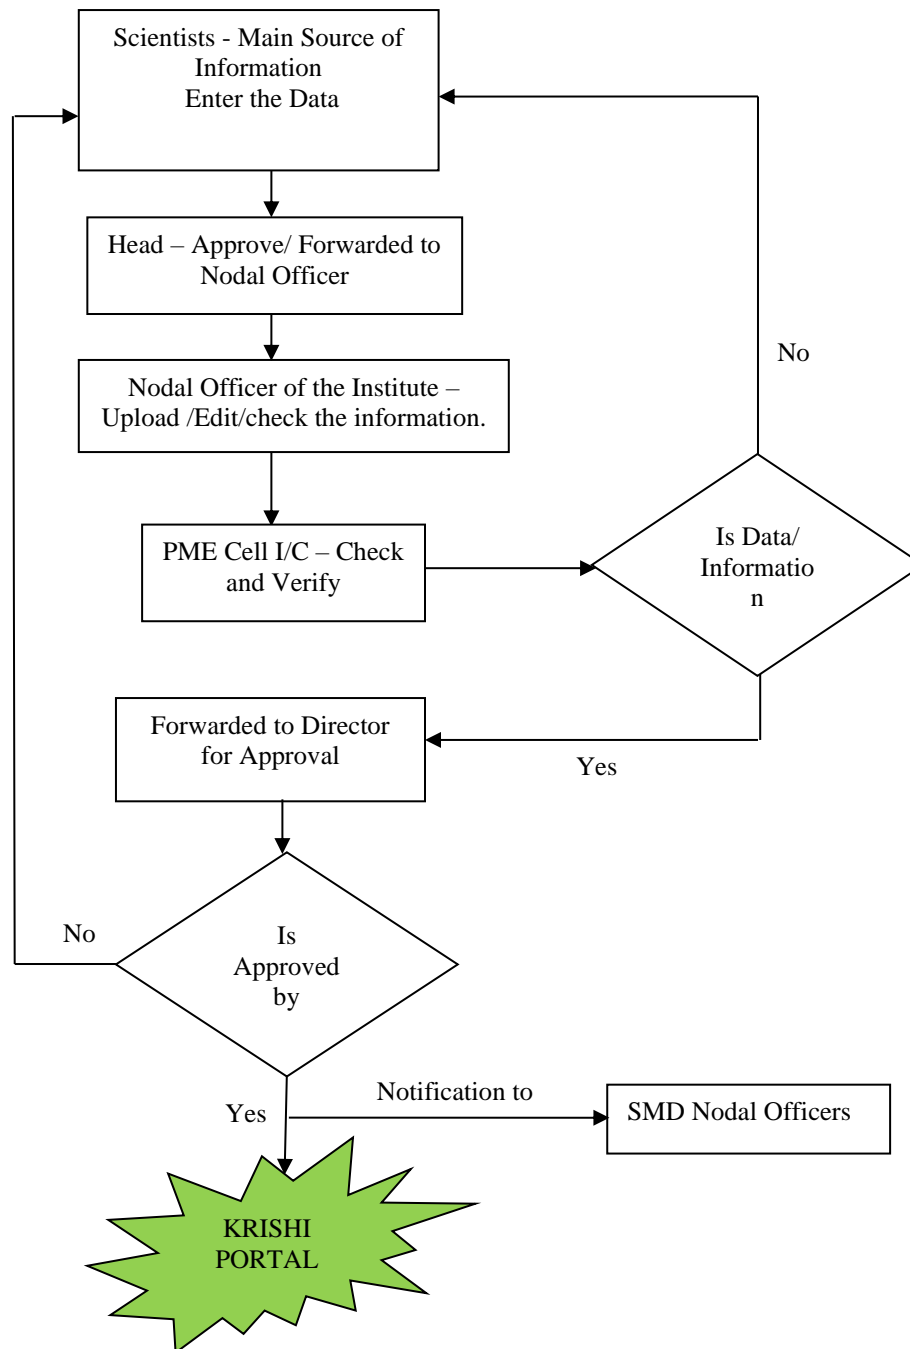 Scientists - Main Source of
Information
Enter the Data
Head – Approve/ Forwarded to
Nodal Officer
No
Nodal Officer of the Institute –
Upload /Edit/check the information.
PME Cell I/C – Check
and Verify
Is Data/
Informatio
n
Forwarded to Director
for Approval
Yes
No
Is
Approved
by
Yes
Notification to
SMD Nodal Officers
KRISHI
PORTAL